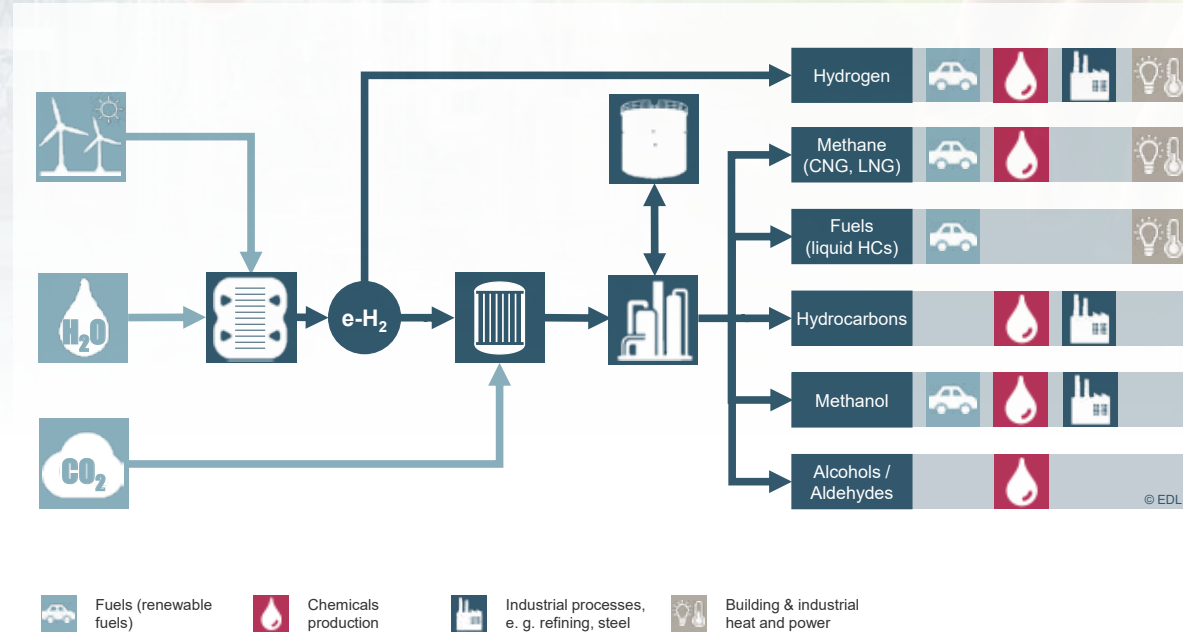 Hydrogen
Methane
(CNG, LNG)
Fuels
(liquid HCs)
H₂O
e-H₂
Hydrocarbons
Methanol
CO₂
Alcohols /
Aldehydes
© EDL
Fuels (renewable
fuels)
Chemicals
production
Industrial processes,
e. g. refining, steel
Building & industrial
heat and power